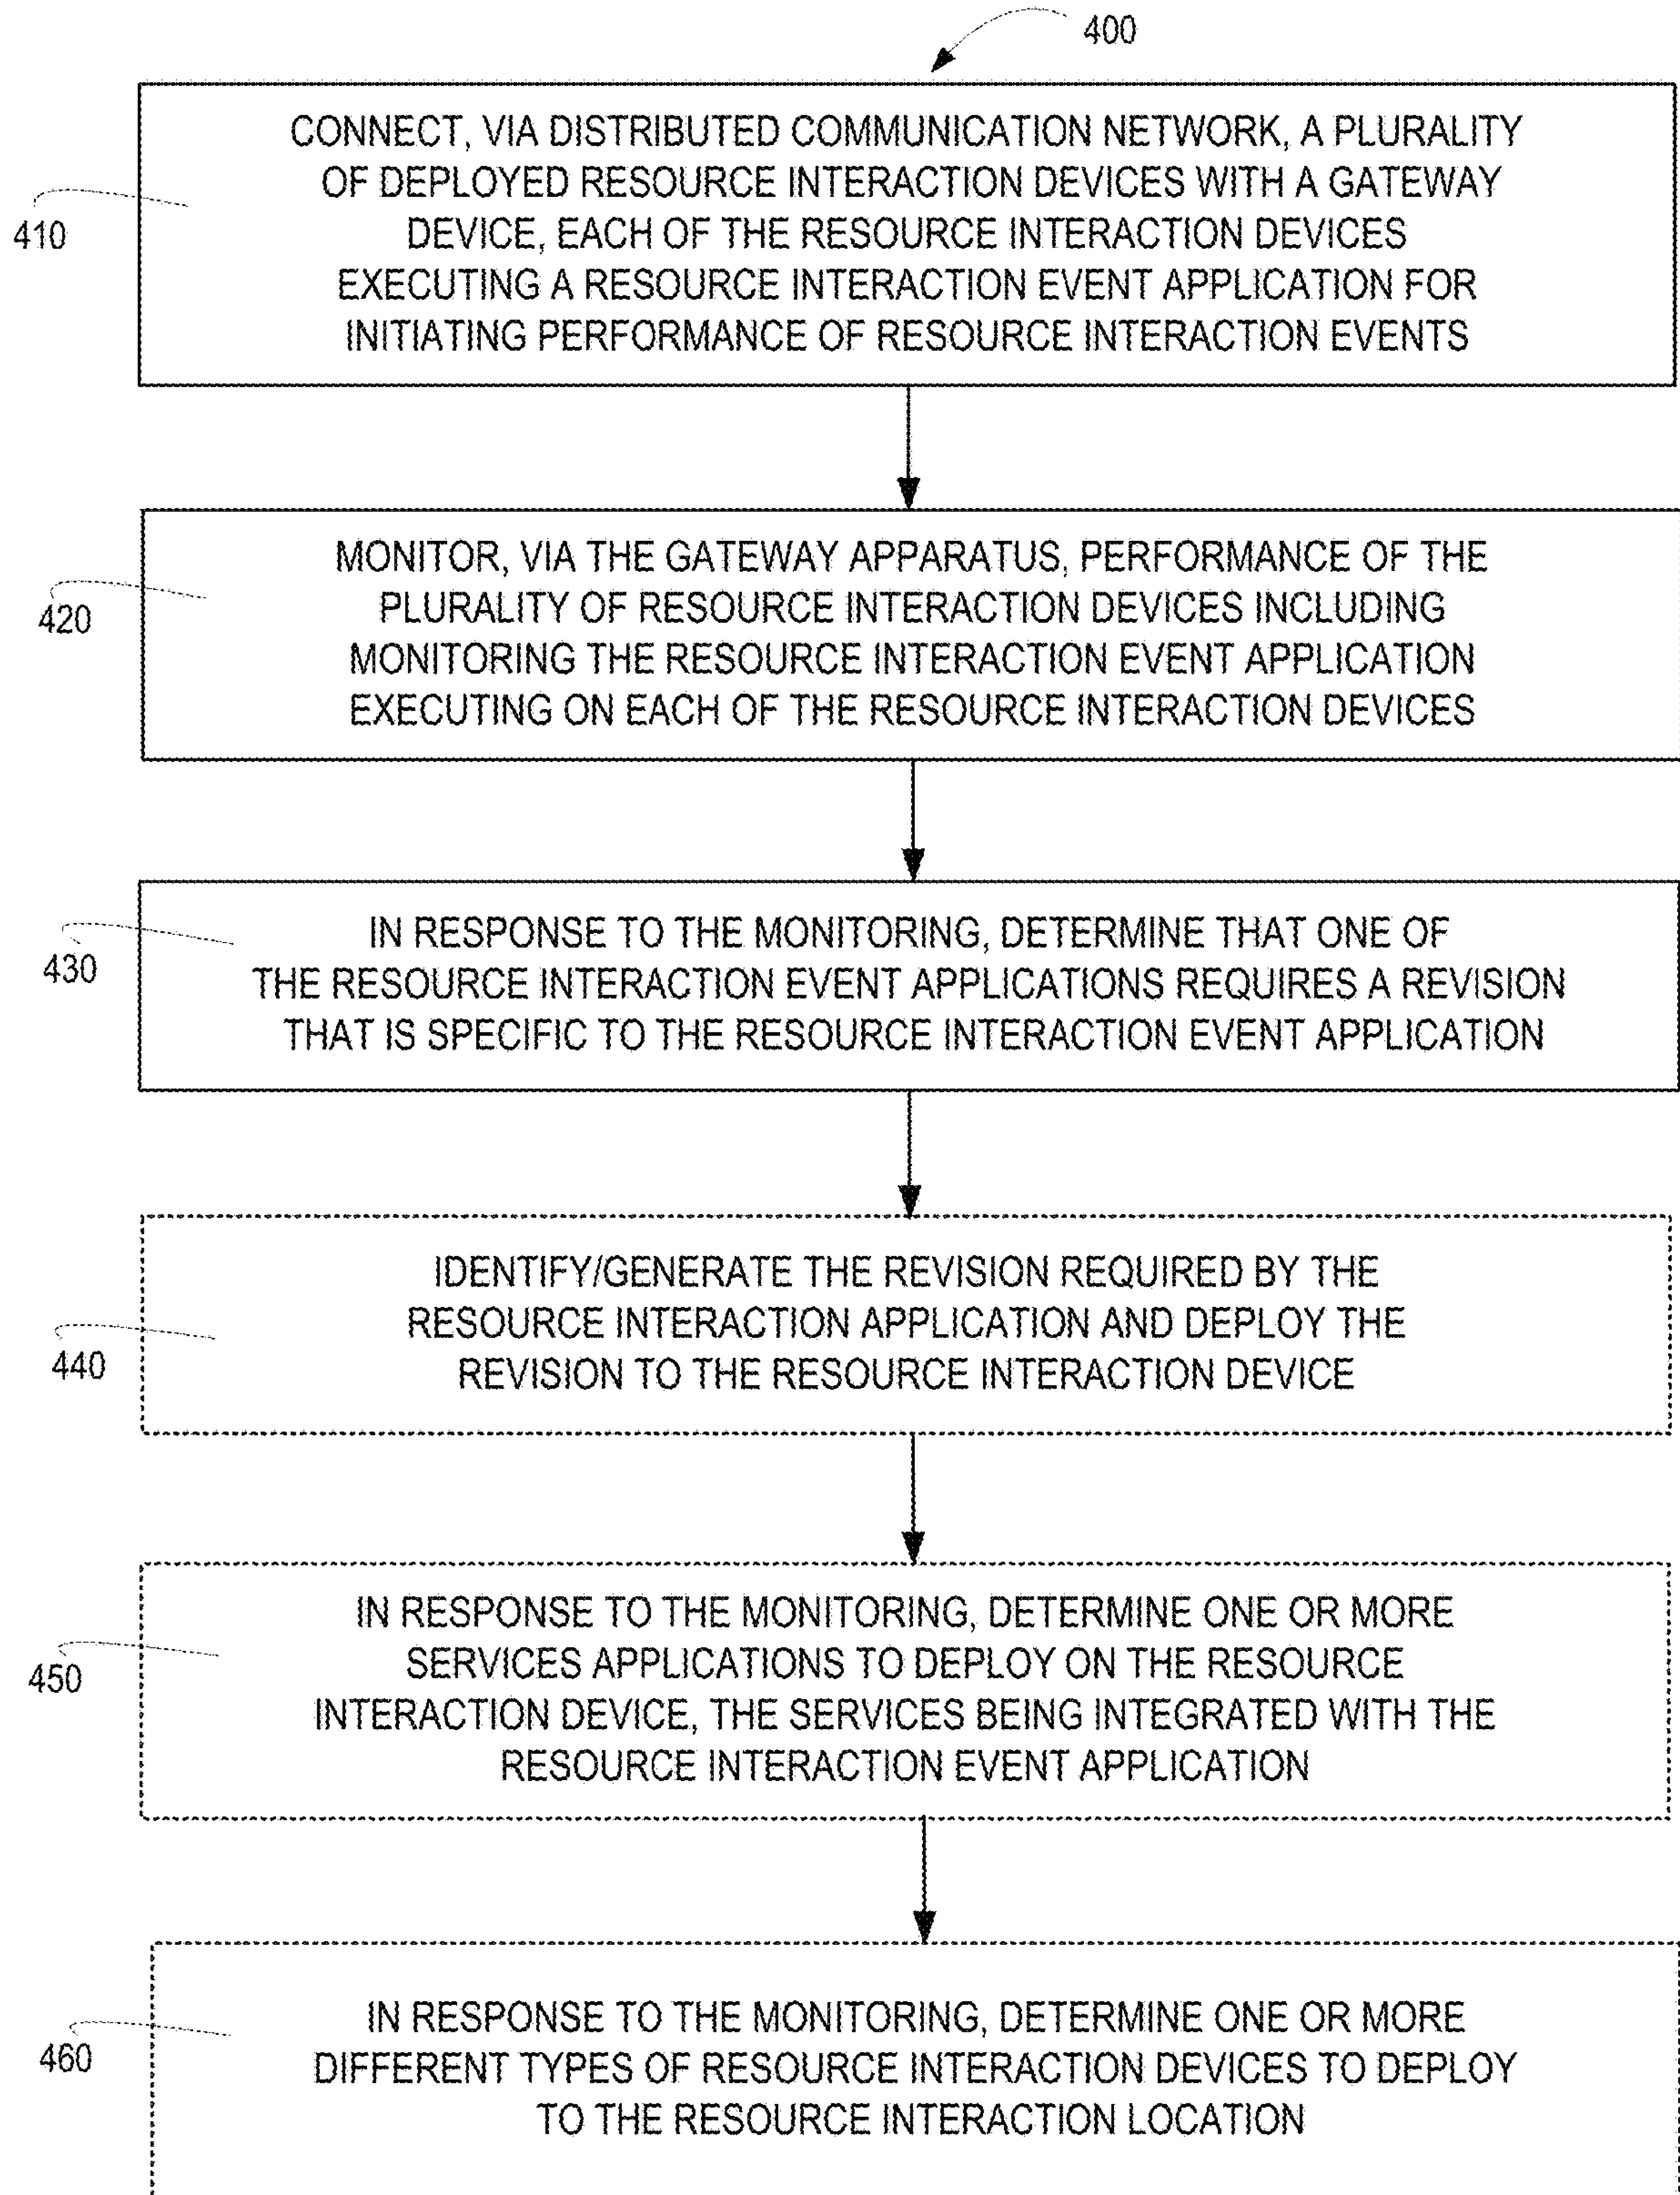 400
CONNECT, VIA DISTRIBUTED COMMUNICATION NETWORK, A PLURALITY
OF DEPLOYED RESOURCE INTERACTION DEVICES WITH A GATEWAY
DEVICE, EACH OF THE RESOURCE INTERACTION DEVICES
EXECUTING A RESOURCE INTERACTION EVENT APPLICATION FOR
INITIATING PERFORMANCE OF RESOURCE INTERACTION EVENTS
410
MONITOR, VIA THE GATEWAY APPARATUS, PERFORMANCE OF THE
PLURALITY OF RESOURCE INTERACTION DEVICES INCLUDING
MONITORING THE RESOURCE INTERACTION EVENT APPLICATION
EXECUTING ON EACH OF THE RESOURCE INTERACTION DEVICES
420
IN RESPONSE TO THE MONITORING, DETERMINE THAT ONE OF
THE RESOURCE INTERACTION EVENT APPLICATIONS REQUIRES A REVISION
THAT IS SPECIFIC TO THE RESOURCE INTERACTION EVENT APPLICATION
430
IDENTIFY/GENERATE THE REVISION REQUIRED BY THE
RESOURCE INTERACTION APPLICATION AND DEPLOY THE
REVISION TO THE RESOURCE INTERACTION DEVICE
440
IN RESPONSE TO THE MONITORING, DETERMINE ONE OR MORE
SERVICES APPLICATIONS TO DEPLOY ON THE RESOURCE
INTERACTION DEVICE, THE SERVICES BEING INTEGRATED WITH THE
RESOURCE INTERACTION EVENT APPLICATION
450
IN RESPONSE TO THE MONITORING, DETERMINE ONE OR MORE
DIFFERENT TYPES OF RESOURCE INTERACTION DEVICES TO DEPLOY
TO THE RESOURCE INTERACTION LOCATION
460